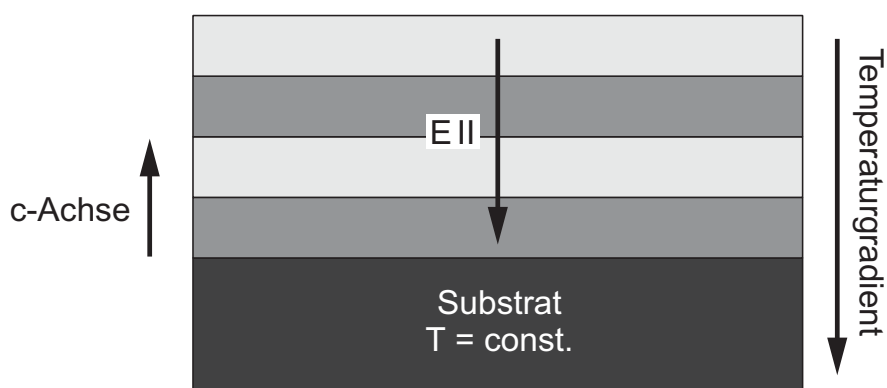 E II
c-Achse
Temperaturgradient
Substrat
T = const.